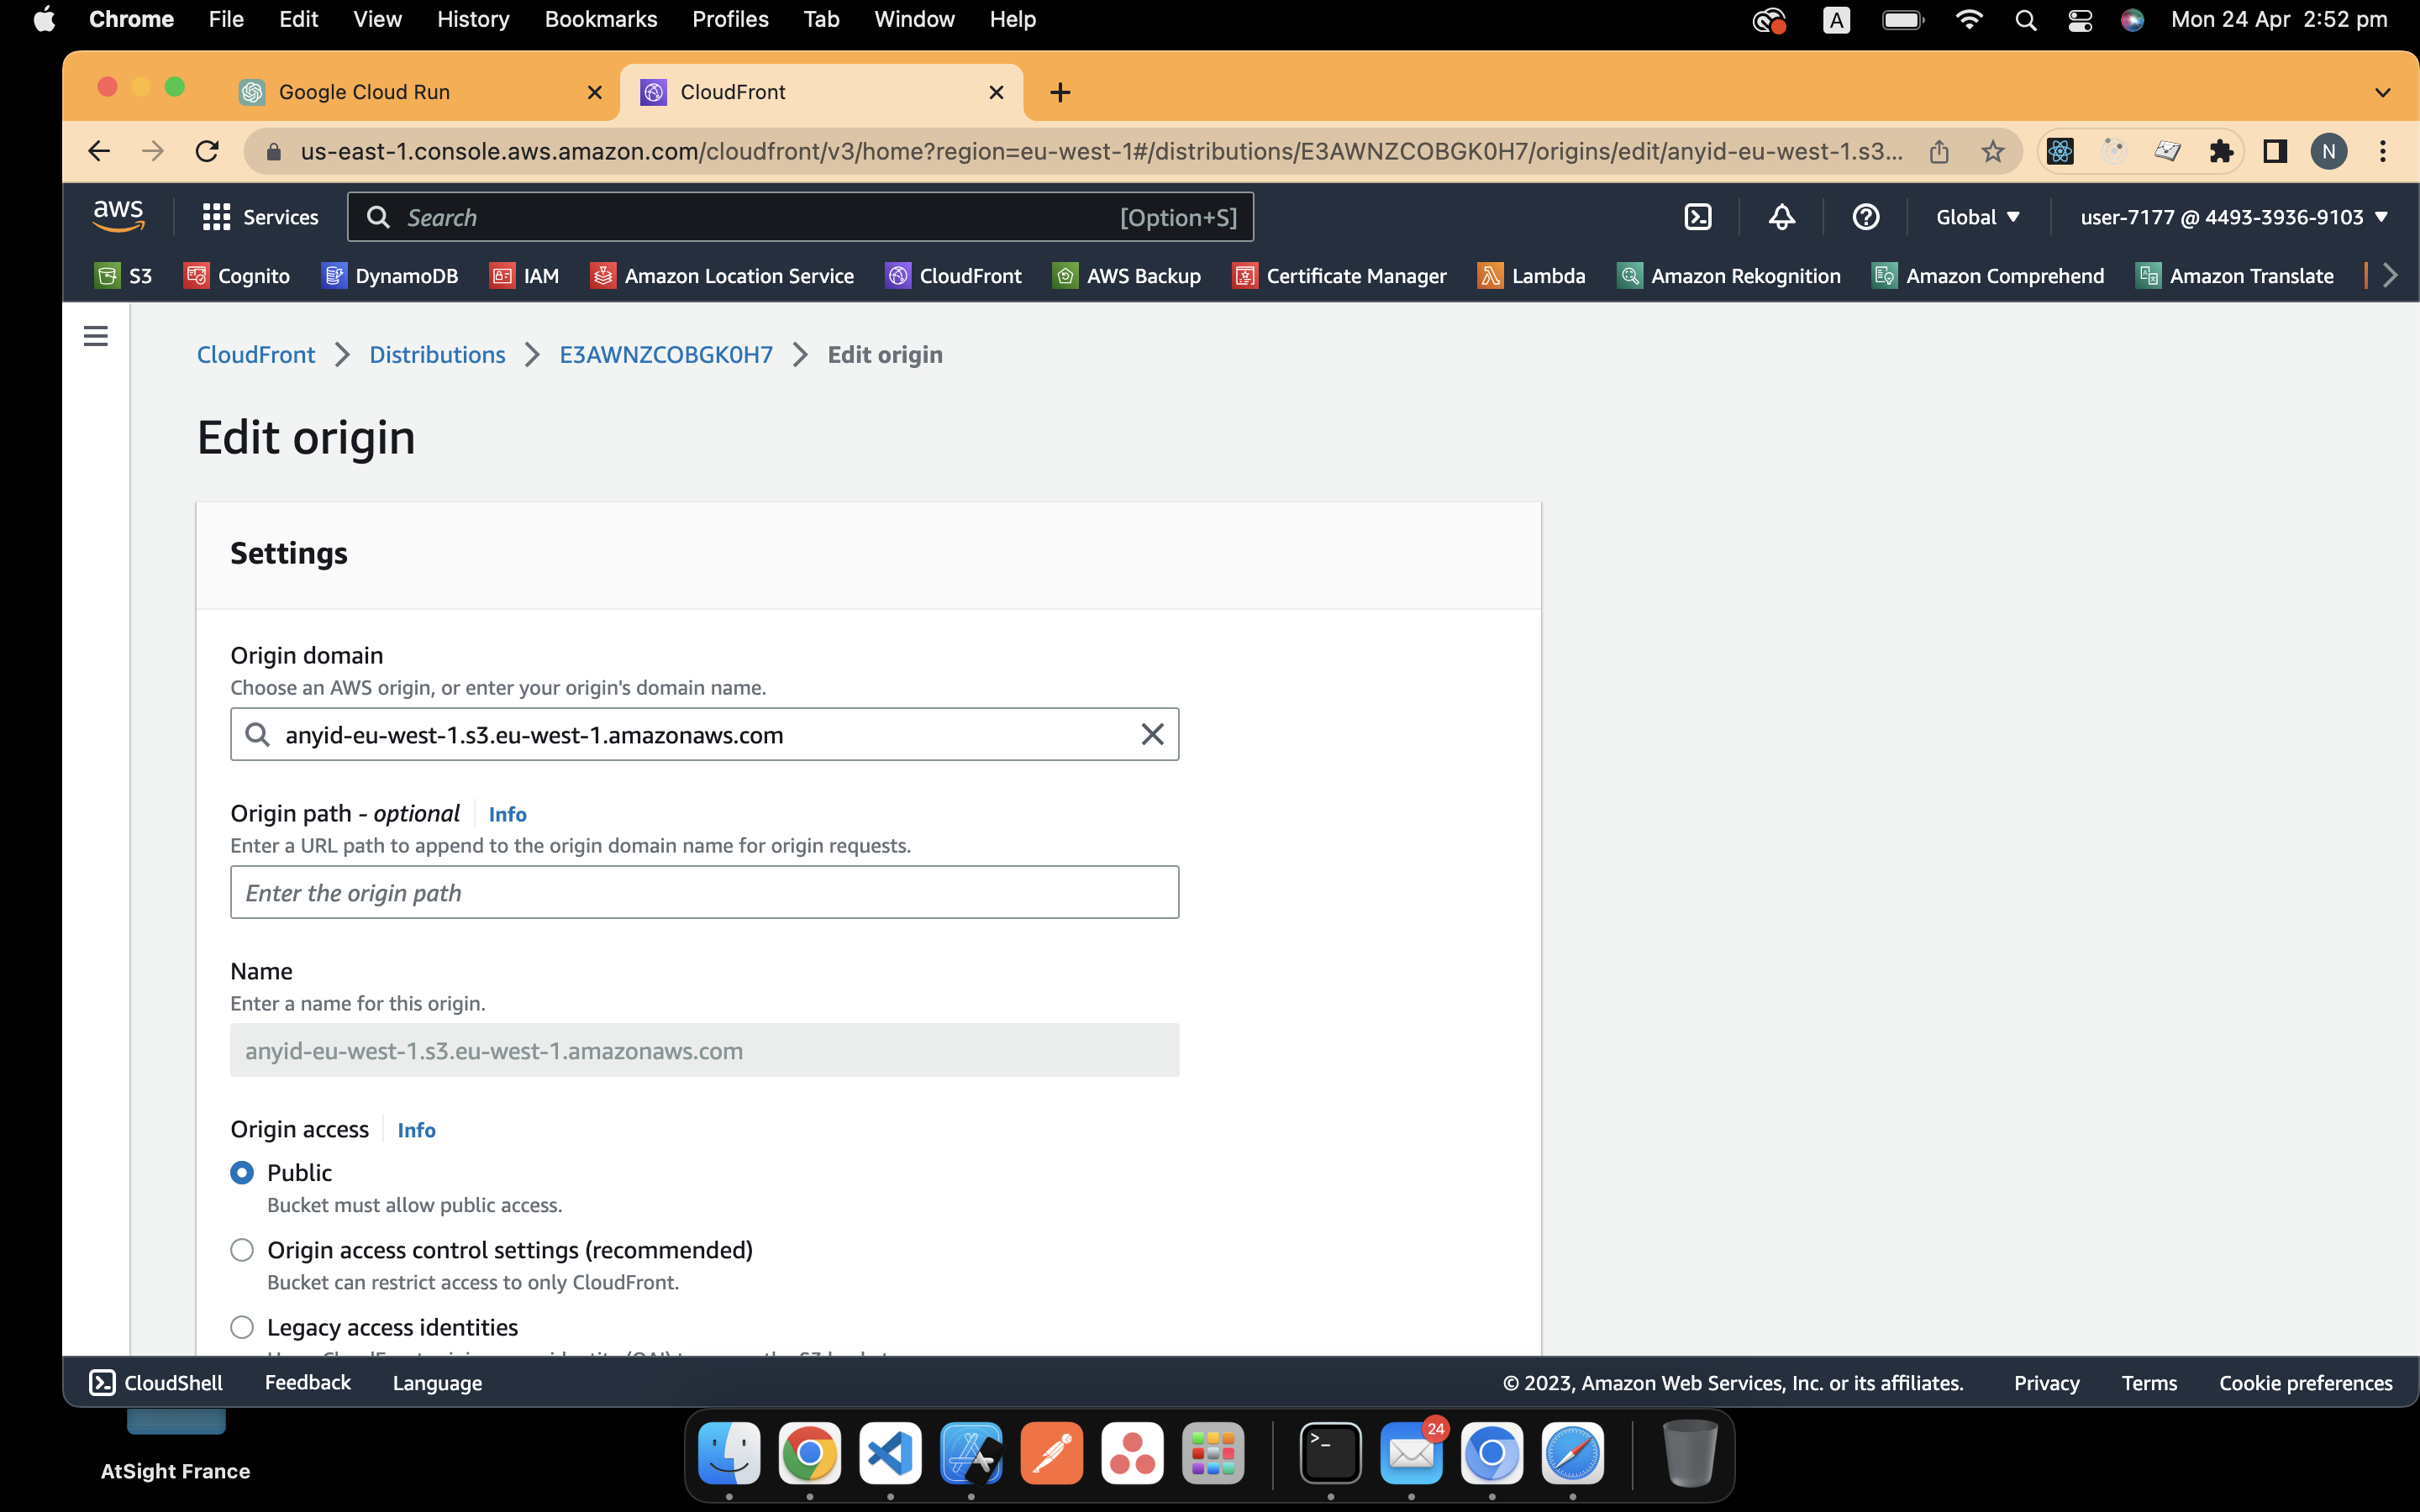 Chrome File Edit View History Bookmarks Profiles Tab Window Help A Mon 24 Apr 2:52 pm
Google Cloud Run CloudFront
us-east-1.console.aws.amazon.com/cloudfront/v3/home?region=eu-west-1#/distributions/E3AWNZCOBGK0H7/origins/edit/anyid-eu-west-1.s3... N
aws Services Search [Option+S] Global user-7177 @ 4493-3936-9103
S3 Cognito DynamoDB IAM Amazon Location Service CloudFront AWS Backup Certificate Manager Lambda Amazon Rekognition Amazon Comprehend Amazon Translate
CloudFront Distributions E3AWNZCOBGK0H7 Edit origin
Edit origin
Settings
Origin domain
Choose an AWS origin, or enter your origin's domain name.
anyid-eu-west-1.s3.eu-west-1.amazonaws.com
Origin path - optional Info
Enter a URL path to append to the origin domain name for origin requests.
Enter the origin path
Name
Enter a name for this origin.
anyid-eu-west-1.s3.eu-west-1.amazonaws.com
Origin access Info
Public
Bucket must allow public access.
Origin access control settings (recommended)
Bucket can restrict access to only CloudFront.
Legacy access identities
CloudShell Feedback Language © 2023, Amazon Web Services, Inc. or its affiliates. Privacy Terms Cookie preferences
24
AtSight France